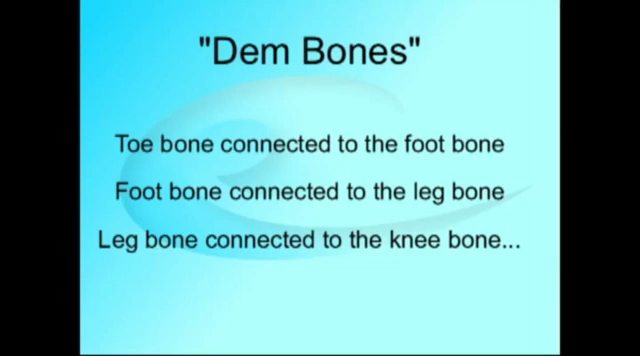 "Dem Bones"
Toe bone connected to the foot bone
Foot bone connected to the leg bone
Leg bone connected to the knee bone...